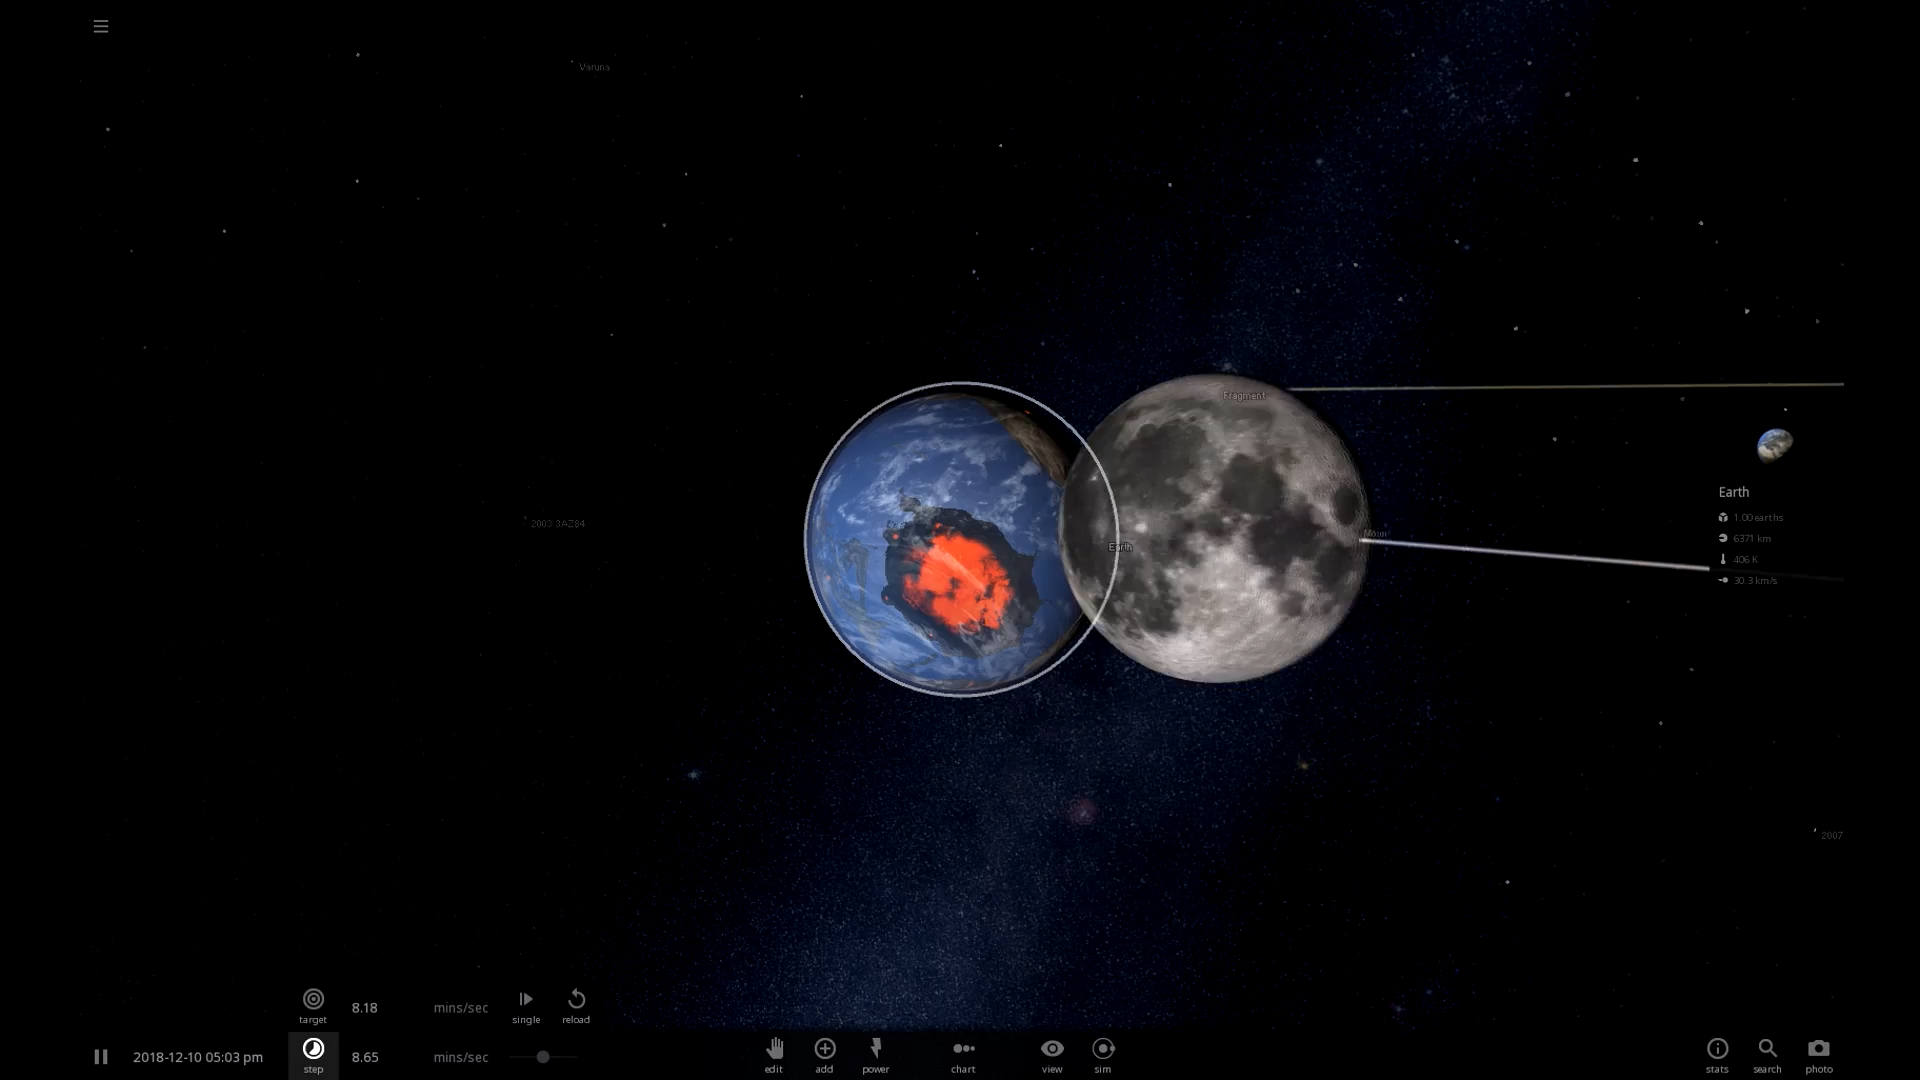 Varuna
Fragment
2003 3AZ84
Earth
Earth
1.00 earths
6371 km
406 K
30.3 km/s
2007
target
8.18
mins/sec
single
reload
2018-12-10 05:03 pm
step
8.65
mins/sec
edit
add
power
chart
view
sim
stats
search
photo